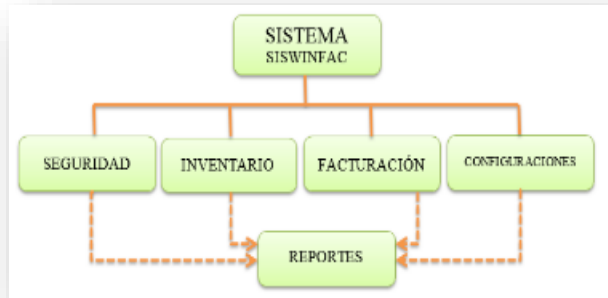 SISTEMA
SISWINFAC
SEGURIDAD
INVENTARIO
FACTURACIÓN
CONFIGURACIONES
REPORTES